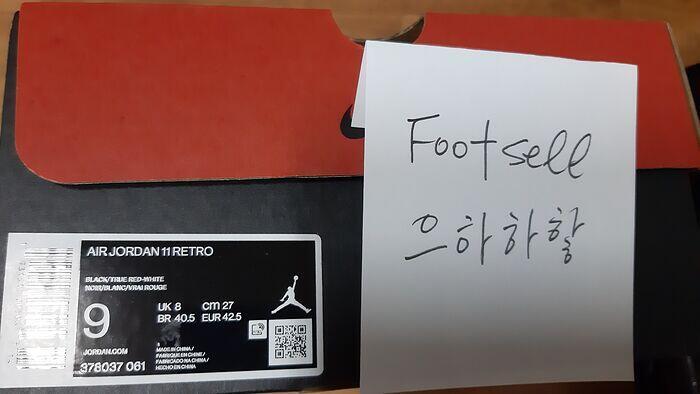 AIR JORDAN 11 RETRO
BLACK/TRUE RED-WHITE
NOIR/BLANC/VRAI ROUGE
9
UK 8 CM 27
BR 40.5 EUR 42.5
JORDAN.COM
378037 061
MADE IN CHINA /
FABRIQUE EN CHINE /
FABRICADO NA CHINA /
HECHO EN CHINA
Footsell
으하하핳